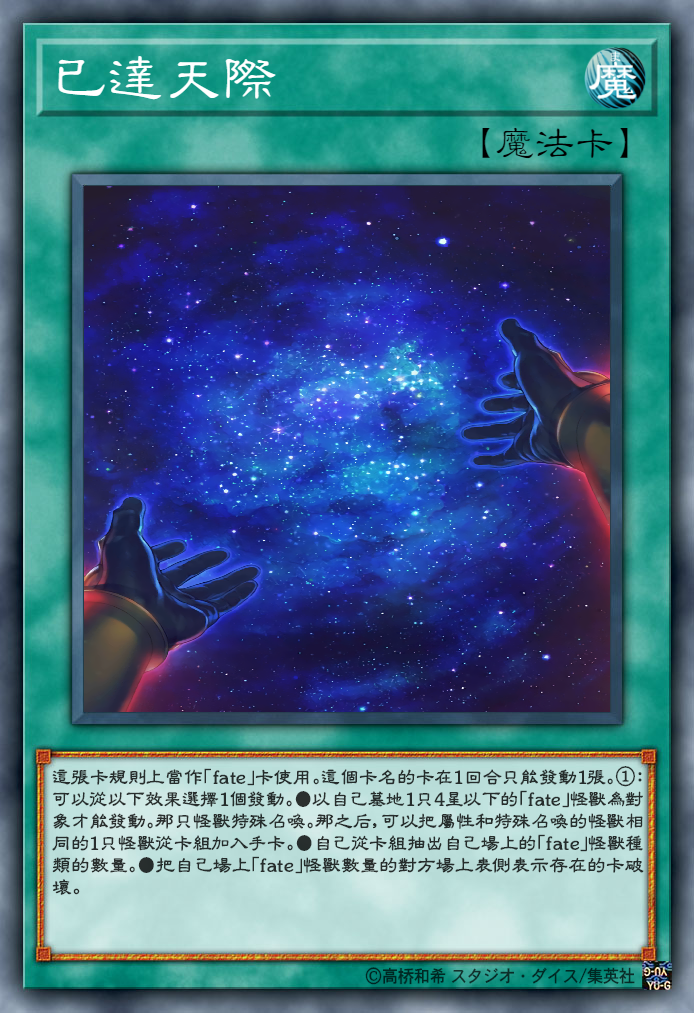 已達天際
魔
【魔法卡】
這張卡規則上當作「fate」卡使用。這個卡名的卡在1回合只能發動1張。①：
可以從以下效果選擇1個發動。●以自己墓地1只4星以下的「fate」怪獸為對
象才能發動。那只怪獸特殊召喚。那之后，可以把屬性和特殊召喚的怪獸相
同的1只怪獸從卡組加入手卡。●自己從卡組抽出自己場上的「fate」怪獸種
類的數量。●把自己場上「fate」怪獸數量的對方場上表側表示存在的卡破
壞。
©高桥和希 スタジオ・ダイス/集英社